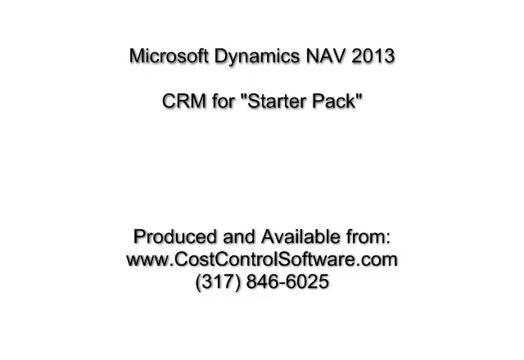 Microsoft Dynamics NAV 2013
CRM for "Starter Pack"
Produced and Available from:
www.CostControlSoftware.com
(317) 846-6025